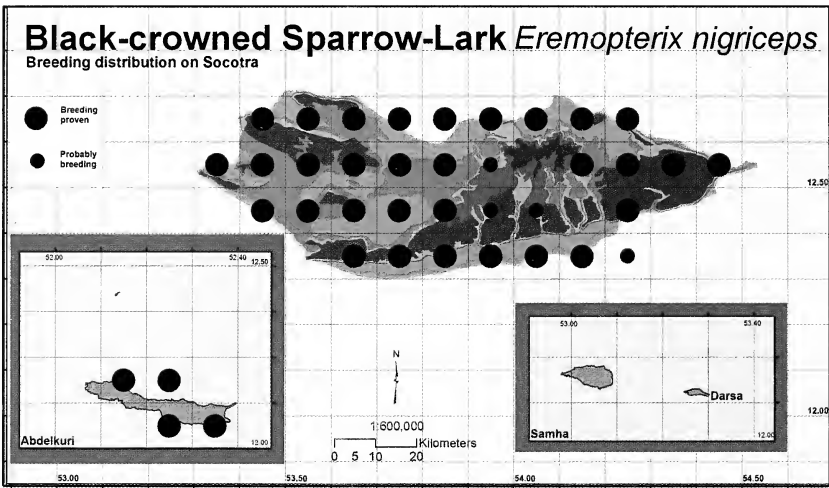 Black-crowned Sparrow-Lark Eremopterix nigriceps
Breeding distribution on Socotra
Breeding
proven
Probably
breeding
12.50
52.00
52.40
12.50
Abdelkuri
12.00
N
1:600,000
Kilometers
0 5 10 20
53.00
53.40
Darsa
Samha
12.00
12.00
53.00
53.50
54.00
54.50